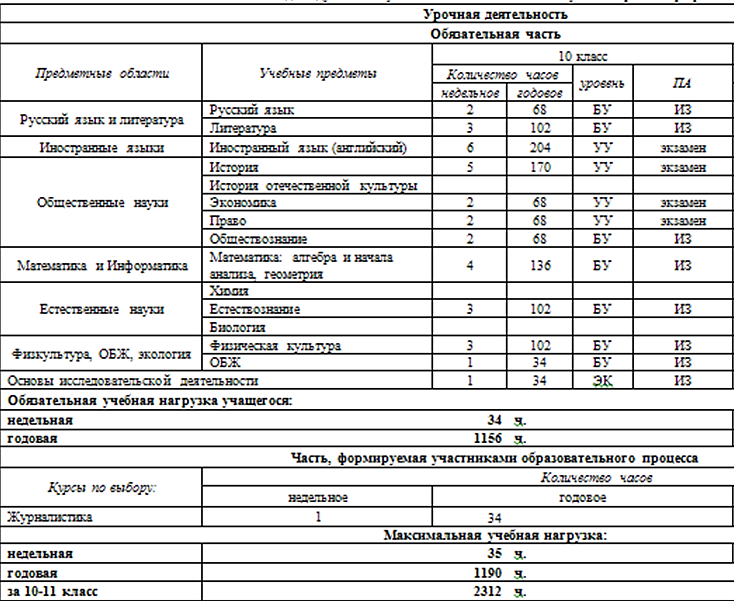 Урочная деятельность
Обязательная часть
Предметные области Учебные предметы 10 класс
Количество часов уровень ПА
недельное годовое
Русский язык и литература Русский язык 2 68 БУ ИЗ
Литература 3 102 БУ ИЗ
Иностранные языки Иностранный язык (английский) 6 204 УУ экзамен
Общественные науки История 5 170 УУ экзамен
История отечественной культуры
Экономика 2 68 УУ экзамен
Право 2 68 УУ экзамен
Обществознание 2 68 БУ ИЗ
Математика и Информатика Математика: алгебра и начала
анализа, геометрия 4 136 БУ ИЗ
Естественные науки Химия
Естествознание 3 102 БУ ИЗ
Биология
Физкультура, ОБЖ, экология Физическая культура 3 102 БУ ИЗ
ОБЖ 1 34 БУ ИЗ
Основы исследовательской деятельности 1 34 ЭК ИЗ
Обязательная учебная нагрузка учащегося:
недельная 34 ч.
годовая 1156 ч.
Часть, формируемая участниками образовательного процесса
Курсы по выбору: Количество часов
недельное годовое
Журналистика 1 34
Максимальная учебная нагрузка:
недельная 35 ч.
годовая 1190 ч.
за 10-11 класс 2312 ч.